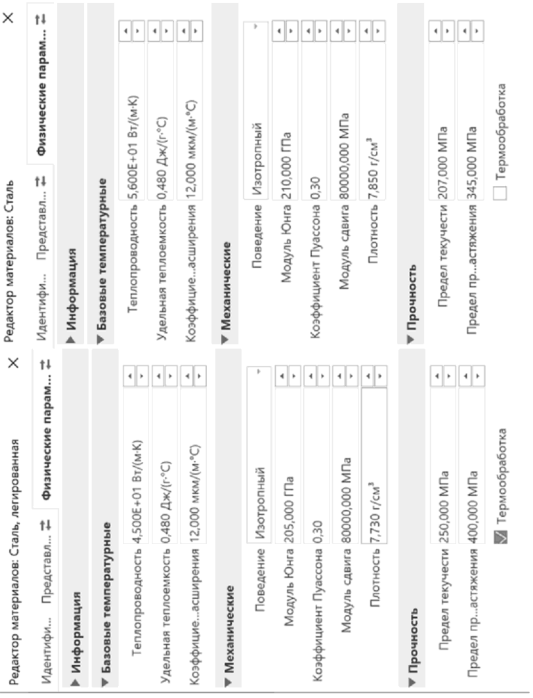 Редактор материалов: Сталь, легированная
Идентифи... Представл... Физические парам...
Информация
Базовые температурные
Теплопроводность 4,500E+01 Вт/(м·К)
Удельная теплоемкость 0,480 Дж/(г·°C)
Коэффицие...асширения 12,000 мкм/(м·°C)
Механические
Поведение Изотропный
Модуль Юнга 205,000 ГПа
Коэффициент Пуассона 0,30
Модуль сдвига 80000,000 МПа
Плотность 7,730 г/см³
Прочность
Предел текучести 250,000 МПа
Предел пр...астяжения 400,000 МПа
Термообработка
Редактор материалов: Сталь
Идентифи... Представл... Физические парам...
Информация
Базовые температурные
Теплопроводность 5,600E+01 Вт/(м·К)
Удельная теплоемкость 0,480 Дж/(г·°C)
Коэффицие...асширения 12,000 мкм/(м·°C)
Механические
Поведение Изотропный
Модуль Юнга 210,000 ГПа
Коэффициент Пуассона 0,30
Модуль сдвига 80000,000 МПа
Плотность 7,850 г/см³
Прочность
Предел текучести 207,000 МПа
Предел пр...астяжения 345,000 МПа
Термообработка